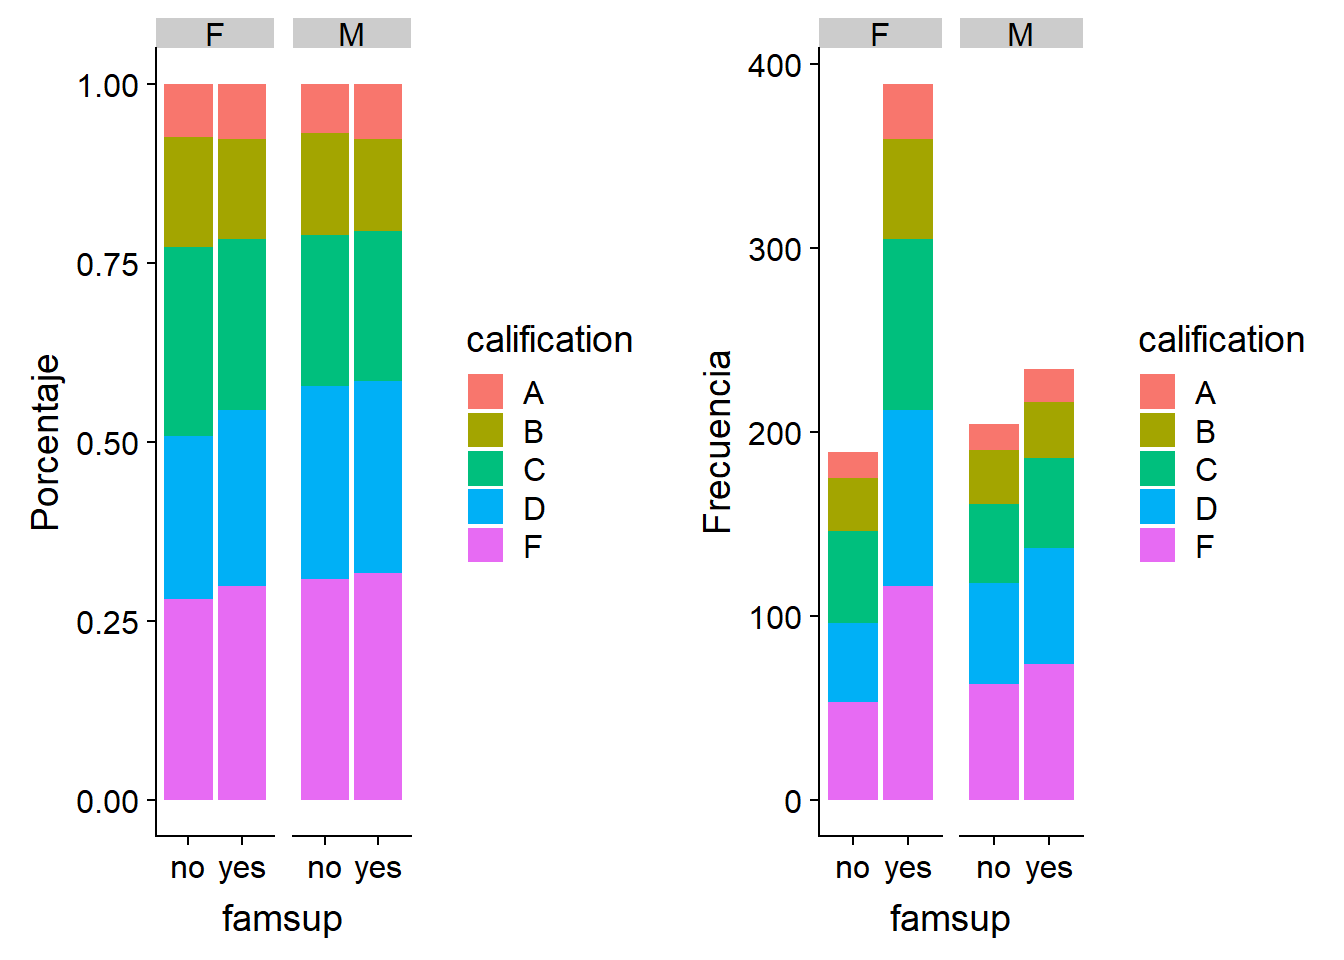 F M
1.00
0.75
0.50
0.25
0.00
Porcentaje
no yes no yes
famsup
calification
A
B
C
D
F
F M
400
300
200
100
0
Frecuencia
no yes no yes
famsup
calification
A
B
C
D
F